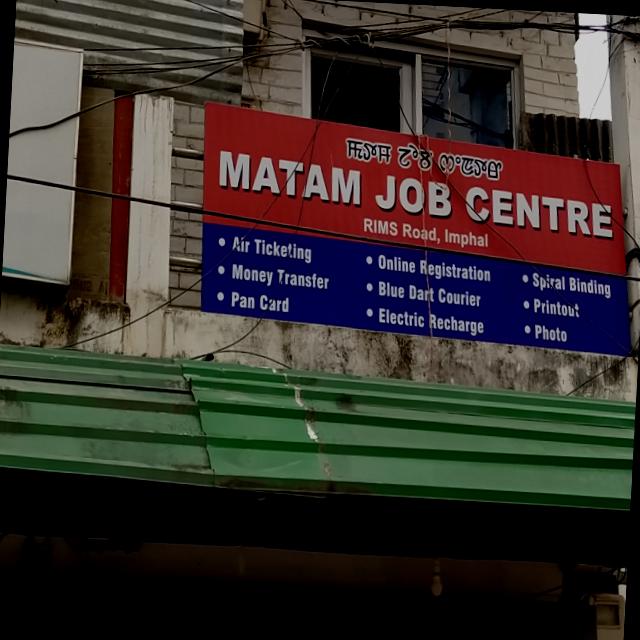 MATAM JOB CENTRE
RIMS Road, Imphal
• Air Ticketing
• Money Transfer
• Pan Card
• Online Registration
• Blue Dart Courier
• Electric Recharge
• Spiral Binding
• Printout
• Photo